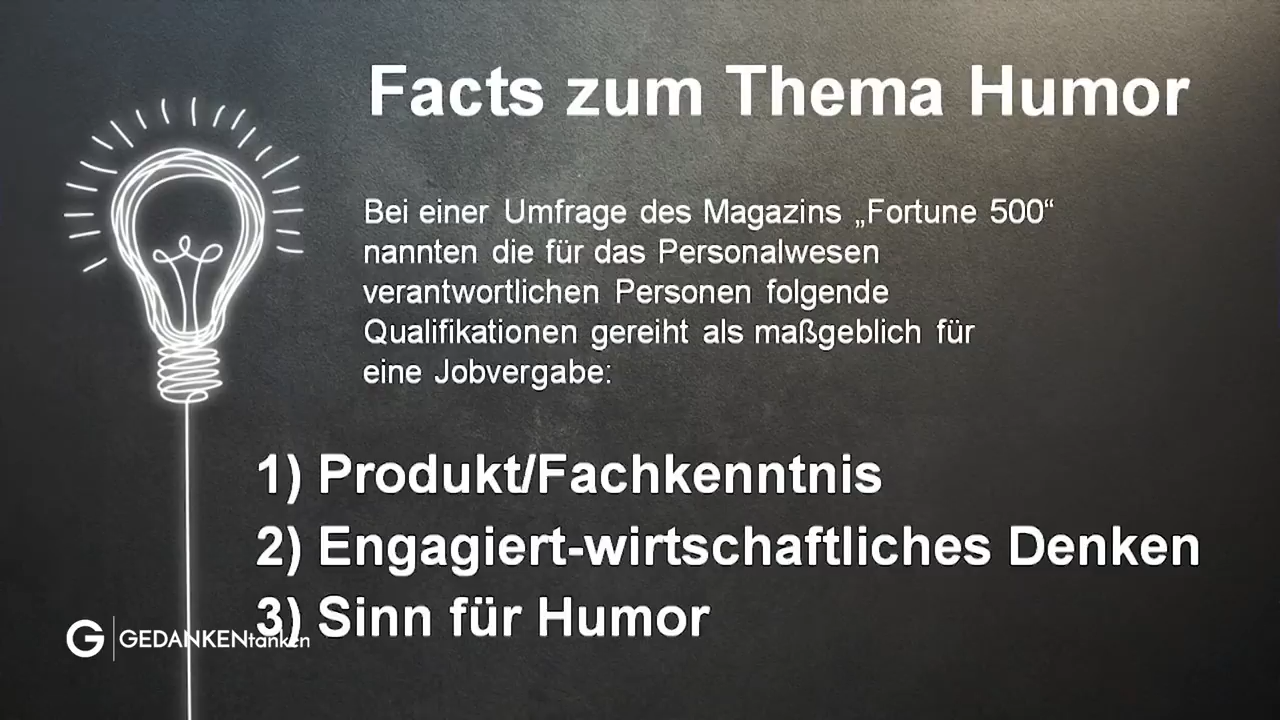 Facts zum Thema Humor
Bei einer Umfrage des Magazins „Fortune 500“
nannten die für das Personalwesen
verantwortlichen Personen folgende
Qualifikationen gereiht als maßgeblich für
eine Jobvergabe:
1) Produkt/Fachkenntnis
2) Engagiert-wirtschaftliches Denken
3) Sinn für Humor
G GEDANKENtanken